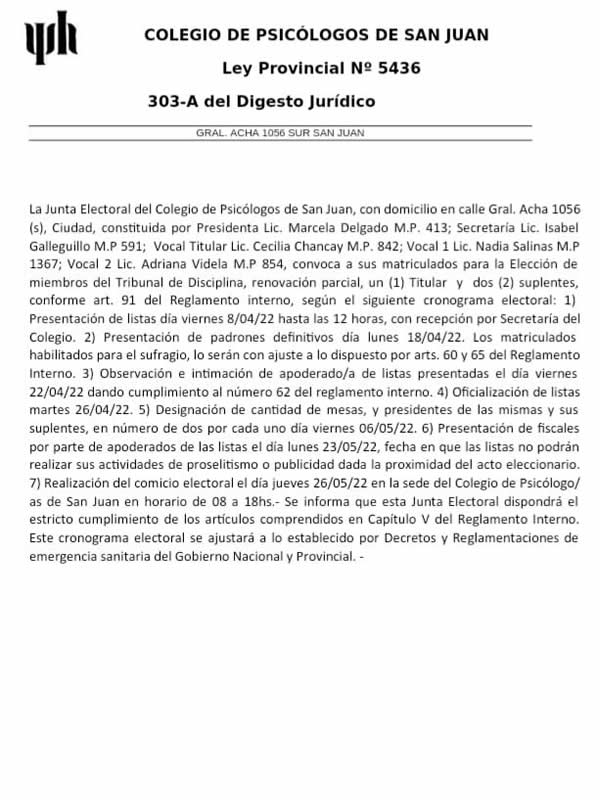 ψh
COLEGIO DE PSICÓLOGOS DE SAN JUAN
Ley Provincial Nº 5436
303-A del Digesto Jurídico
GRAL. ACHA 1056 SUR SAN JUAN
La Junta Electoral del Colegio de Psicólogos de San Juan, con domicilio en calle Gral. Acha 1056
(s), Ciudad, constituida por Presidenta Lic. Marcela Delgado M.P. 413; Secretaría Lic. Isabel
Galleguillo M.P 591; Vocal Titular Lic. Cecilia Chancay M.P. 842; Vocal 1 Lic. Nadia Salinas M.P
1367; Vocal 2 Lic. Adriana Videla M.P 854, convoca a sus matriculados para la Elección de
miembros del Tribunal de Disciplina, renovación parcial, un (1) Titular y dos (2) suplentes,
conforme art. 91 del Reglamento interno, según el siguiente cronograma electoral: 1)
Presentación de listas día viernes 8/04/22 hasta las 12 horas, con recepción por Secretaría del
Colegio. 2) Presentación de padrones definitivos día lunes 18/04/22. Los matriculados
habilitados para el sufragio, lo serán con ajuste a lo dispuesto por arts. 60 y 65 del Reglamento
Interno. 3) Observación e intimación de apoderado/a de listas presentadas el día viernes
22/04/22 dando cumplimiento al número 62 del reglamento interno. 4) Oficialización de listas
martes 26/04/22. 5) Designación de cantidad de mesas, y presidentes de las mismas y sus
suplentes, en número de dos por cada uno día viernes 06/05/22. 6) Presentación de fiscales
por parte de apoderados de las listas el día lunes 23/05/22, fecha en que las listas no podrán
realizar sus actividades de proselitismo o publicidad dada la proximidad del acto eleccionario.
7) Realización del comicio electoral el día jueves 26/05/22 en la sede del Colegio de Psicólogo/
as de San Juan en horario de 08 a 18hs.- Se informa que esta Junta Electoral dispondrá el
estricto cumplimiento de los artículos comprendidos en Capítulo V del Reglamento Interno.
Este cronograma electoral se ajustará a lo establecido por Decretos y Reglamentaciones de
emergencia sanitaria del Gobierno Nacional y Provincial. -